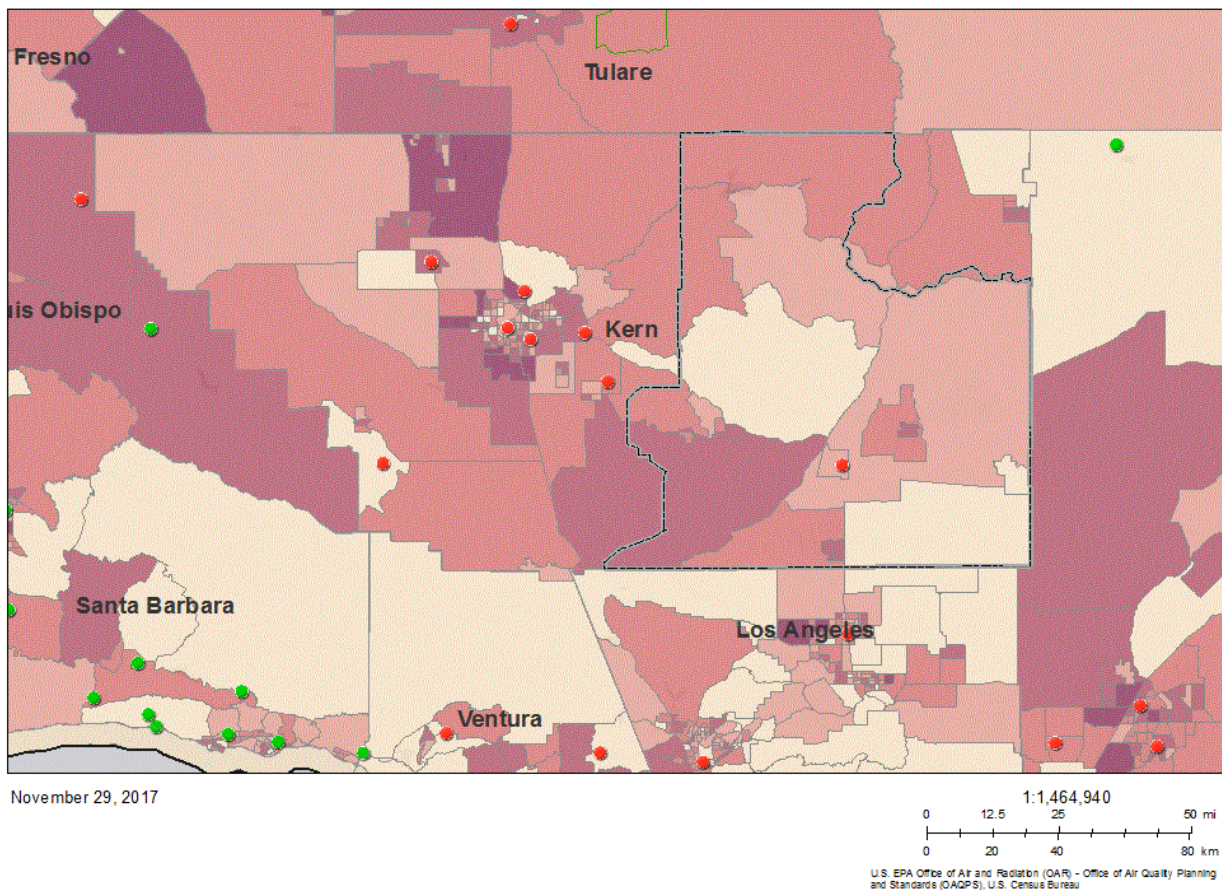 Fresno
Tulare
uis Obispo
Kern
Santa Barbara
Los Angeles
Ventura
November 29, 2017
1:1,464,940
0 12.5 25 50 mi
0 20 40 80 km
U.S. EPA Office of Air and Radiation (OAR) - Office of Air Quality Planning
and Standards (OAQPS), U.S. Census Bureau